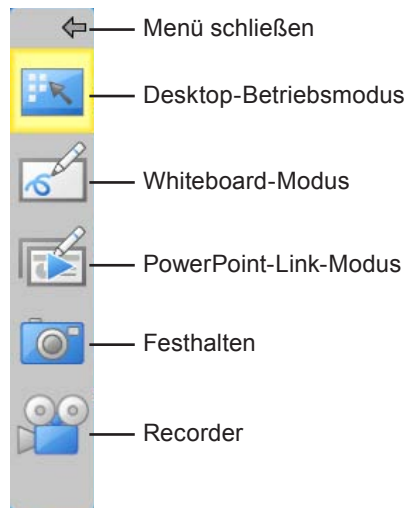 Menü schließen
Desktop-Betriebsmodus
Whiteboard-Modus
PowerPoint-Link-Modus
Festhalten
Recorder